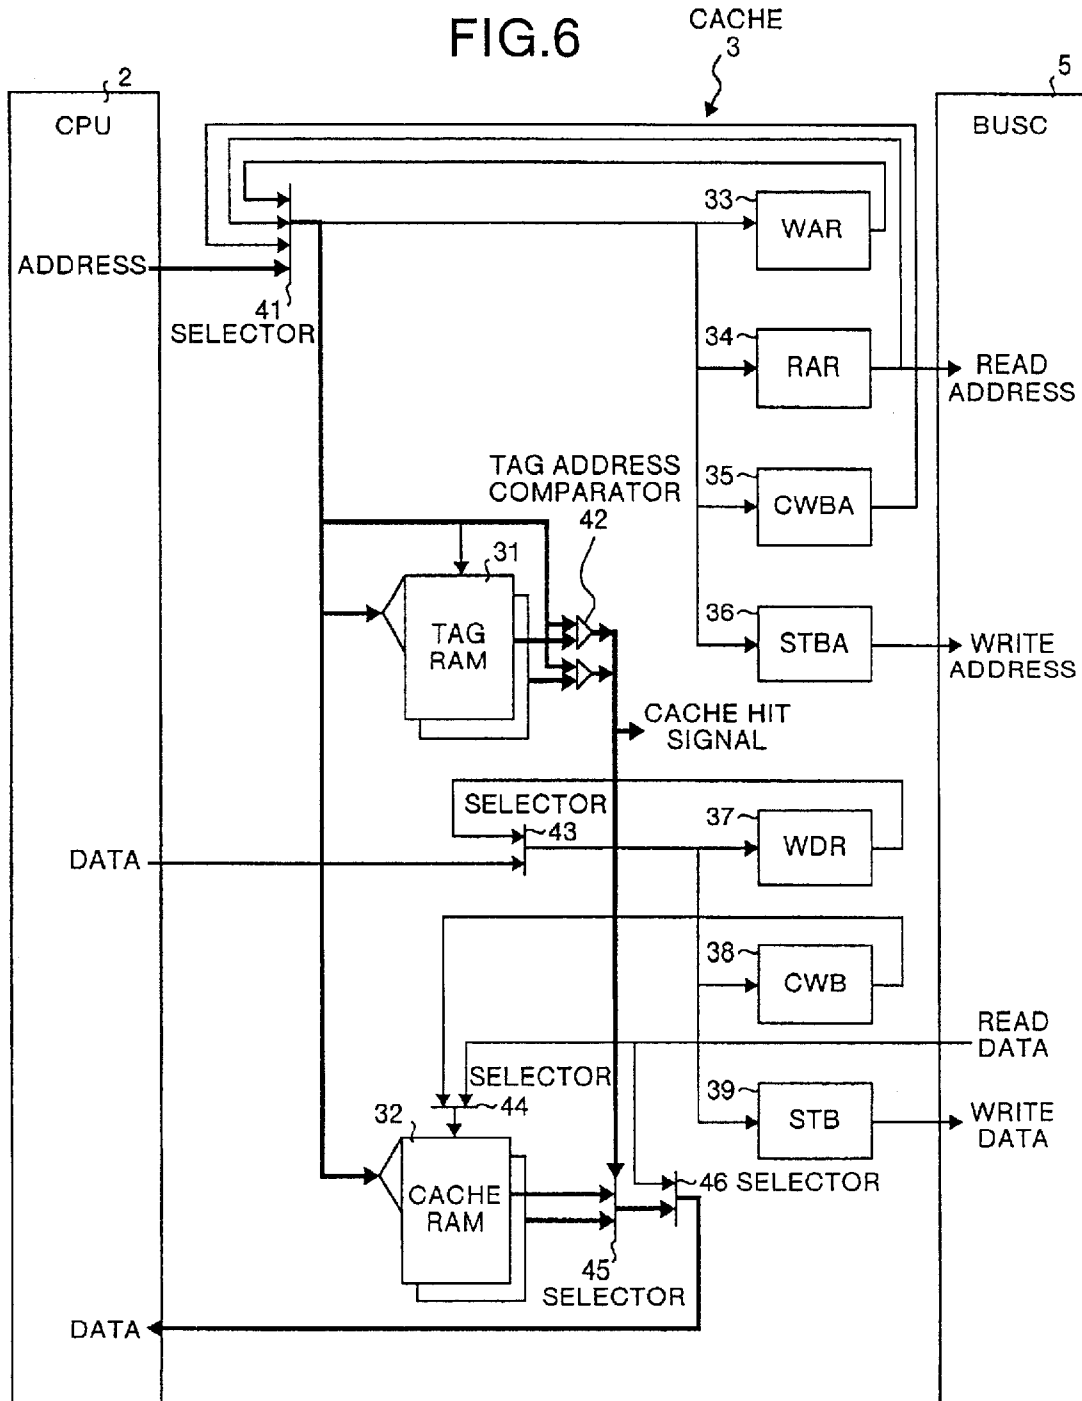 FIG.6
CACHE
3
2
CPU
5
BUSC
33
WAR
ADDRESS
41
SELECTOR
34
RAR
READ
ADDRESS
TAG ADDRESS
COMPARATOR
42
35
CWBA
31
TAG
RAM
36
STBA
WRITE
ADDRESS
CACHE HIT
SIGNAL
SELECTOR
43
37
WDR
DATA
38
CWB
READ
DATA
SELECTOR
44
32
CACHE
RAM
39
STB
WRITE
DATA
46 SELECTOR
45
SELECTOR
DATA